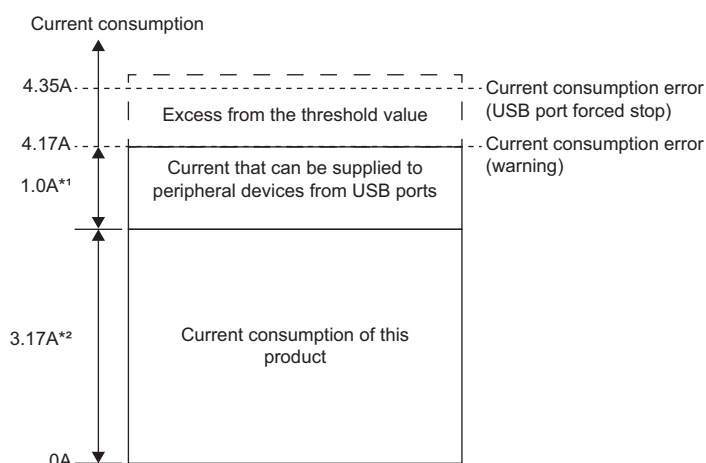 Current consumption
4.35A
Excess from the threshold value
Current consumption error
(USB port forced stop)
4.17A
Current consumption error
(warning)
Current that can be supplied to
peripheral devices from USB ports
1.0A*¹
3.17A*²
Current consumption of this
product
0A